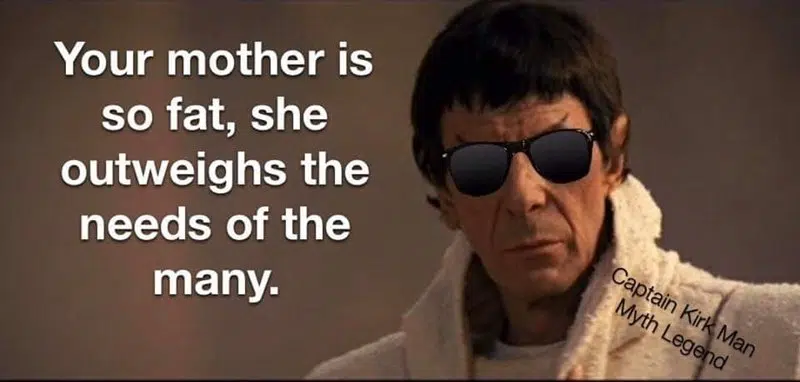 Your mother is
so fat, she
outweighs the
needs of the
many.
Captain Kirk Man
Myth Legend